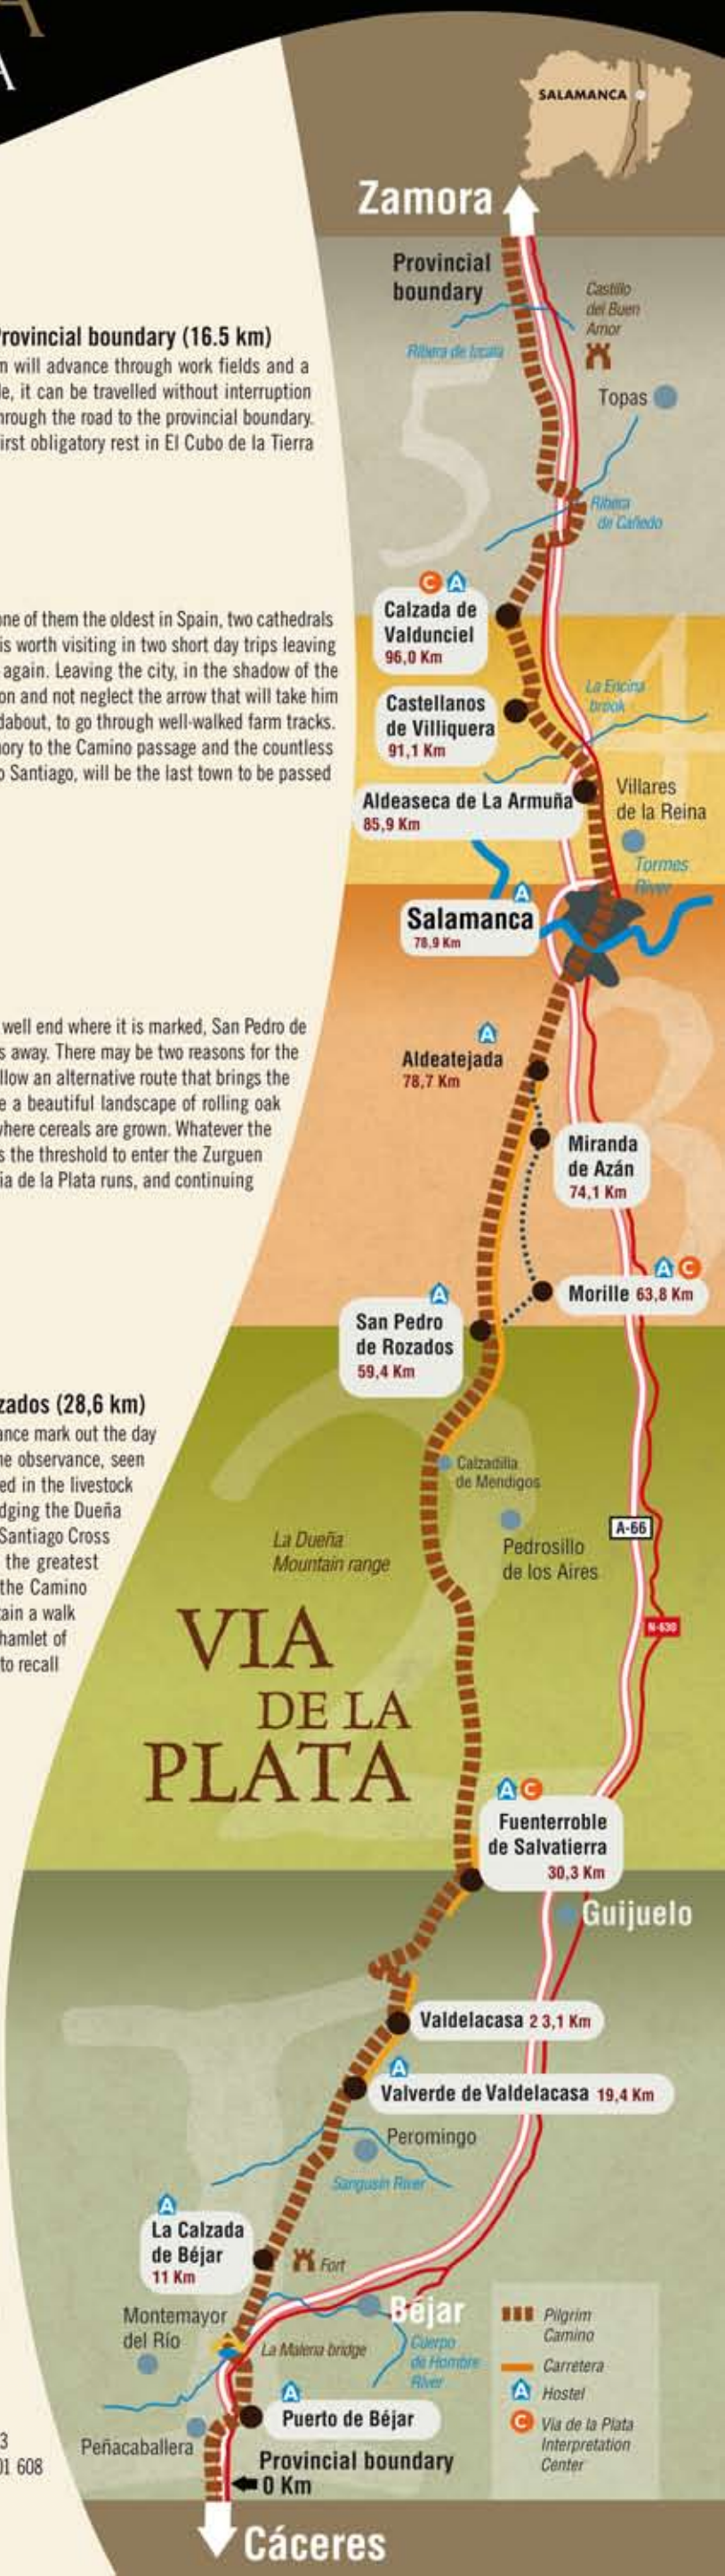 A
A
SALAMANCA
Zamora
Provincial
boundary
Castillo
del Buen
Amor
Ribera de Izcala
Topas
5
Ribera
de Cañedo
Provincial boundary (16.5 km)
n will advance through work fields and a
le, it can be travelled without interruption
hrough the road to the provincial boundary.
irst obligatory rest in El Cubo de la Tierra
Calzada de
Valdunciel
96,0 Km
4
Castellanos
de Villiquera
91,1 Km
La Encina
brook
Aldeaseca de La Armuña
85,9 Km
Villares
de la Reina
Tormes
River
one of them the oldest in Spain, two cathedrals
is worth visiting in two short day trips leaving
again. Leaving the city, in the shadow of the
on and not neglect the arrow that will take him
dabout, to go through well-walked farm tracks.
ory to the Camino passage and the countless
o Santiago, will be the last town to be passed
Salamanca
78,9 Km
3
Aldeatejada
78,7 Km
Miranda
de Azán
74,1 Km
Morille 63,8 Km
San Pedro
de Rozados
59,4 Km
well end where it is marked, San Pedro de
s away. There may be two reasons for the
llow an alternative route that brings the
e a beautiful landscape of rolling oak
where cereals are grown. Whatever the
s the threshold to enter the Zurguen
ia de la Plata runs, and continuing
2
Calzadilla
de Mendigos
Pedrosillo
de los Aires
A-66
N-630
La Dueña
Mountain range
VIA
DE LA
PLATA
zados (28,6 km)
ance mark out the day
ne observance, seen
ed in the livestock
dging the Dueña
Santiago Cross
the greatest
the Camino
tain a walk
hamlet of
to recall
A C
Fuenterroble
de Salvatierra
30,3 Km
Guijuelo
1
Valdelacasa 2 3,1 Km
A
Valverde de Valdelacasa 19,4 Km
Peromingo
Sangusín River
A
La Calzada
de Béjar
11 Km
Fort
Montemayor
del Río
La Malena bridge
Béjar
Cuerpo
de Hombre
River
A
Puerto de Béjar
Peñacaballera
Provincial boundary
0 Km
Cáceres
Pilgrim
Camino
Carretera
A Hostel
C Via de la Plata
Interpretation
Center
3
01 608